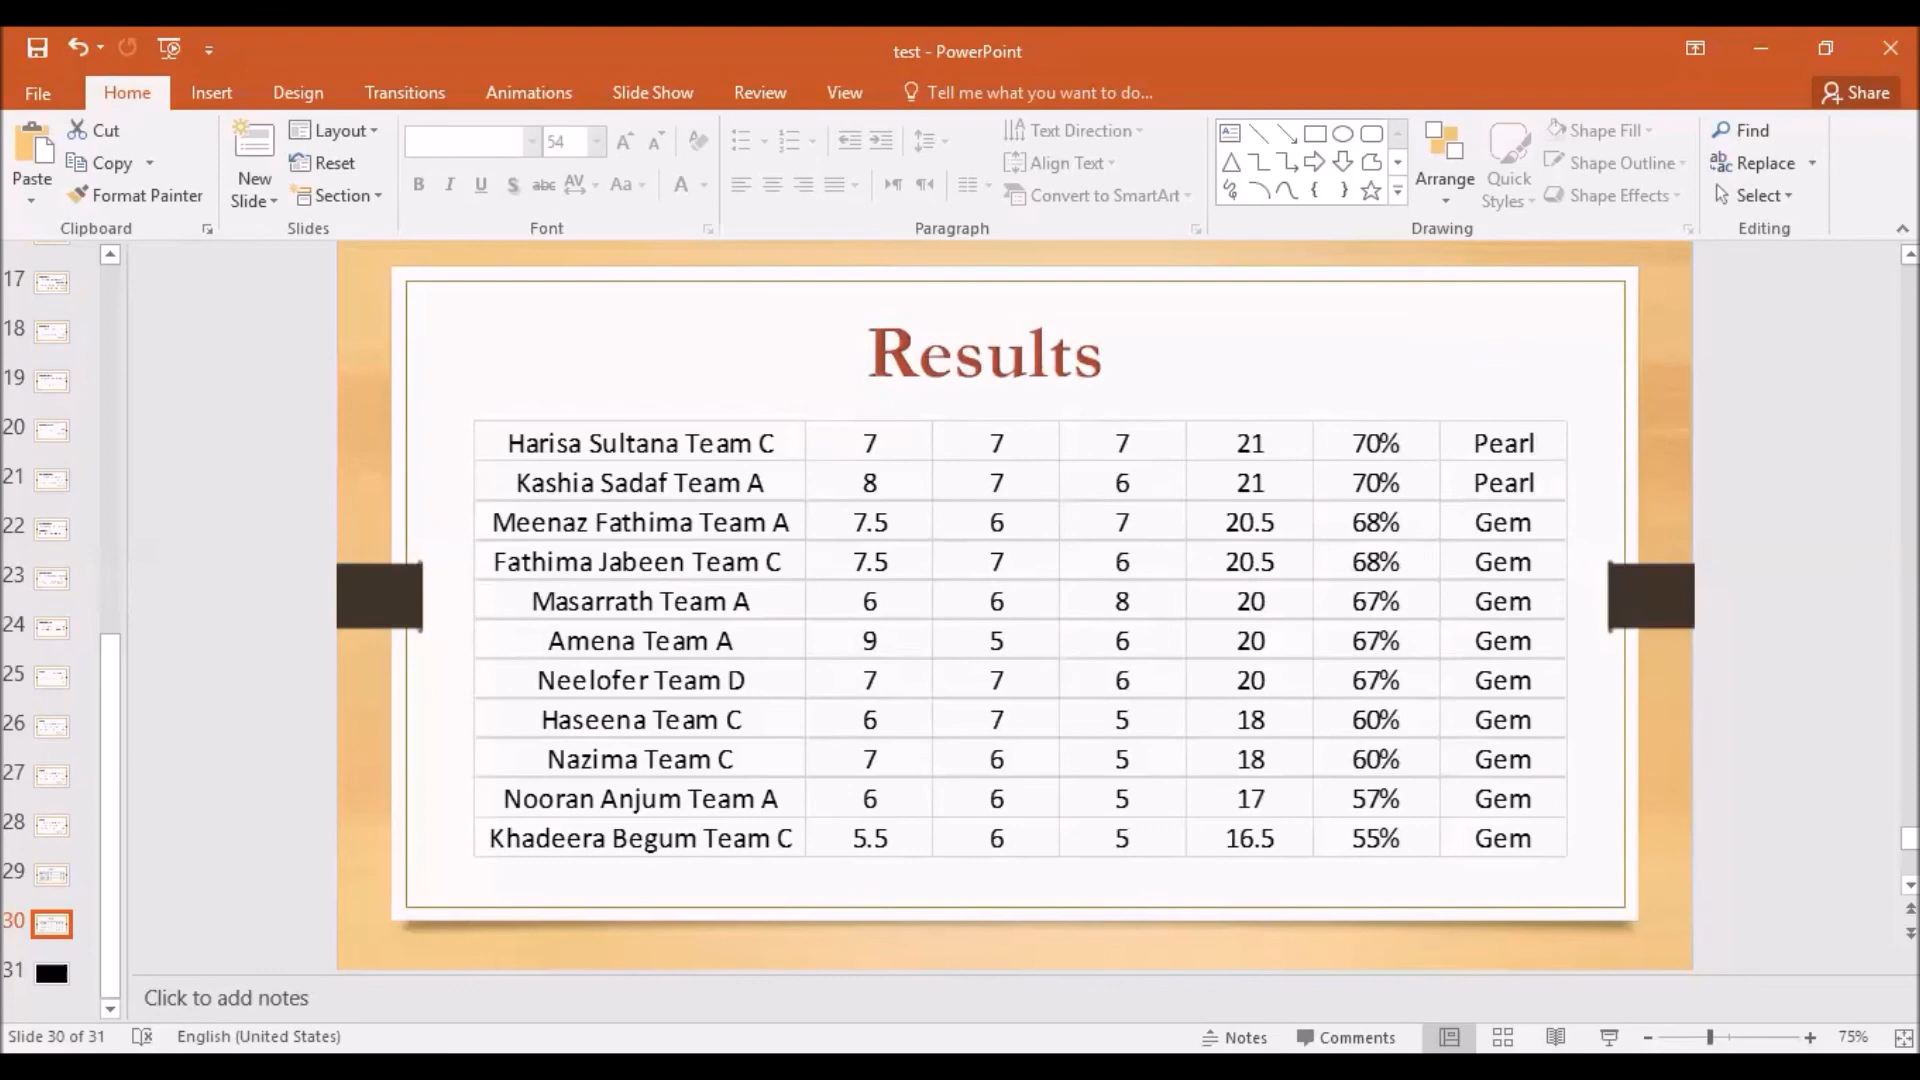 test - PowerPoint
File Home Insert Design Transitions Animations Slide Show Review View Tell me what you want to do... Share
Paste
Cut
Copy
Format Painter
Clipboard
New Slide
Layout
Reset
Section
Slides
54
B I U S abc AV Aa A
Font
Text Direction
Align Text
Convert to SmartArt
Paragraph
Arrange
Quick Styles
Shape Fill
Shape Outline
Shape Effects
Drawing
Find
Replace
Select
Editing
17
18
19
20
21
22
23
24
25
26
27
28
29
30
31
Results
Harisa Sultana Team C 7 7 7 21 70% Pearl
Kashia Sadaf Team A 8 7 6 21 70% Pearl
Meenaz Fathima Team A 7.5 6 7 20.5 68% Gem
Fathima Jabeen Team C 7.5 7 6 20.5 68% Gem
Masarrath Team A 6 6 8 20 67% Gem
Amena Team A 9 5 6 20 67% Gem
Neelofer Team D 7 7 6 20 67% Gem
Haseena Team C 6 7 5 18 60% Gem
Nazima Team C 7 6 5 18 60% Gem
Nooran Anjum Team A 6 6 5 17 57% Gem
Khadeera Begum Team C 5.5 6 5 16.5 55% Gem
Click to add notes
Slide 30 of 31 English (United States) Notes Comments 75%